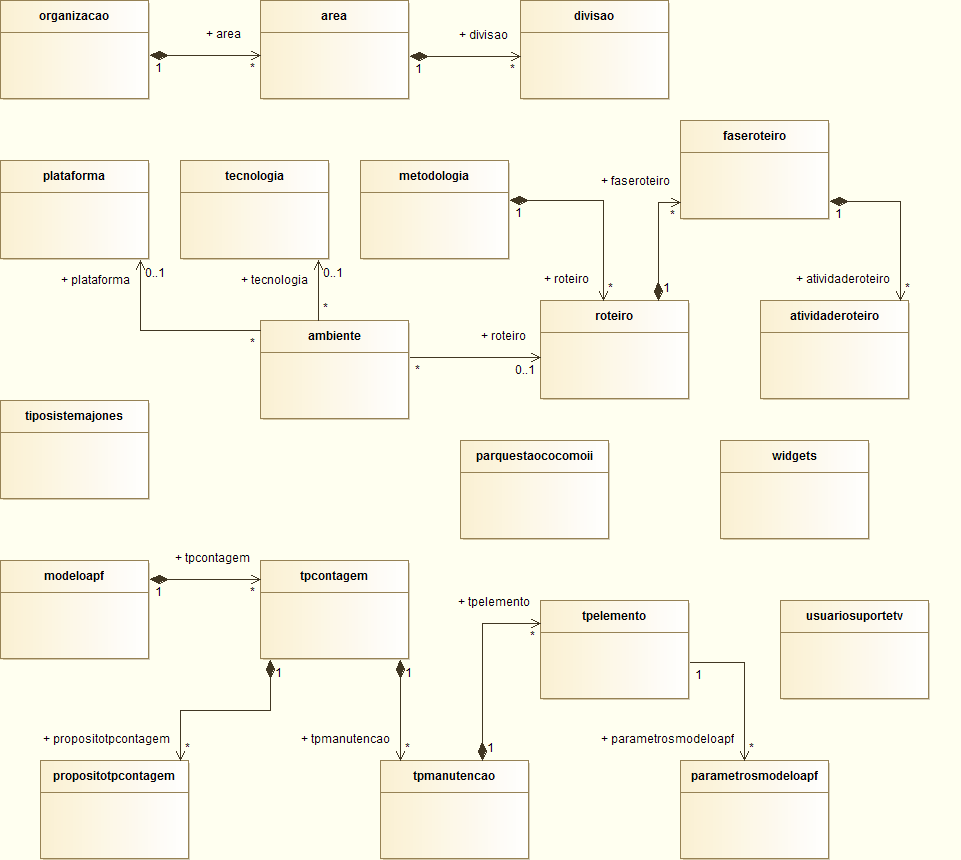 organizacao
area
divisao
+ area
+ divisao
1
*
1
*
faseroteiro
plataforma
tecnologia
metodologia
+ faseroteiro
1
*
1
+ plataforma
0..1
+ tecnologia
0..1
+ roteiro
*
1
+ atividaderoteiro
*
*
*
ambiente
+ roteiro
roteiro
atividaderoteiro
*
0..1
tiposistemajones
parquestaococomoii
widgets
modeloapf
+ tpcontagem
tpcontagem
1
*
+ tpelemento
tpelemento
usuariosuportetv
*
1
1
1
+ propositotpcontagem
*
+ tpmanutencao
*
1
+ parametrosmodeloapf
*
propositotpcontagem
tpmanutencao
parametrosmodeloapf